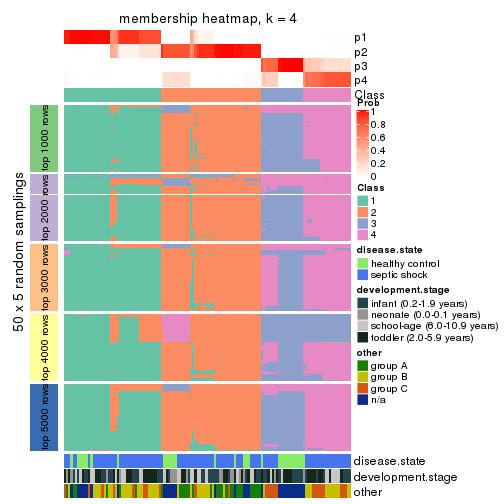 membership heatmap, k = 4
p1
p2
p3
p4
Class
Prob
1
0.8
0.6
0.4
0.2
0
Class
1
2
3
4
disease.state
healthy control
septic shock
development.stage
infant (0.2-1.9 years)
neonate (0.0-0.1 years)
school-age (6.0-10.9 years)
toddler (2.0-5.9 years)
other
group A
group B
group C
n/a
50 x 5 random samplings
top 1000 rows
top 2000 rows
top 3000 rows
top 4000 rows
top 5000 rows
disease.state
development.stage
other